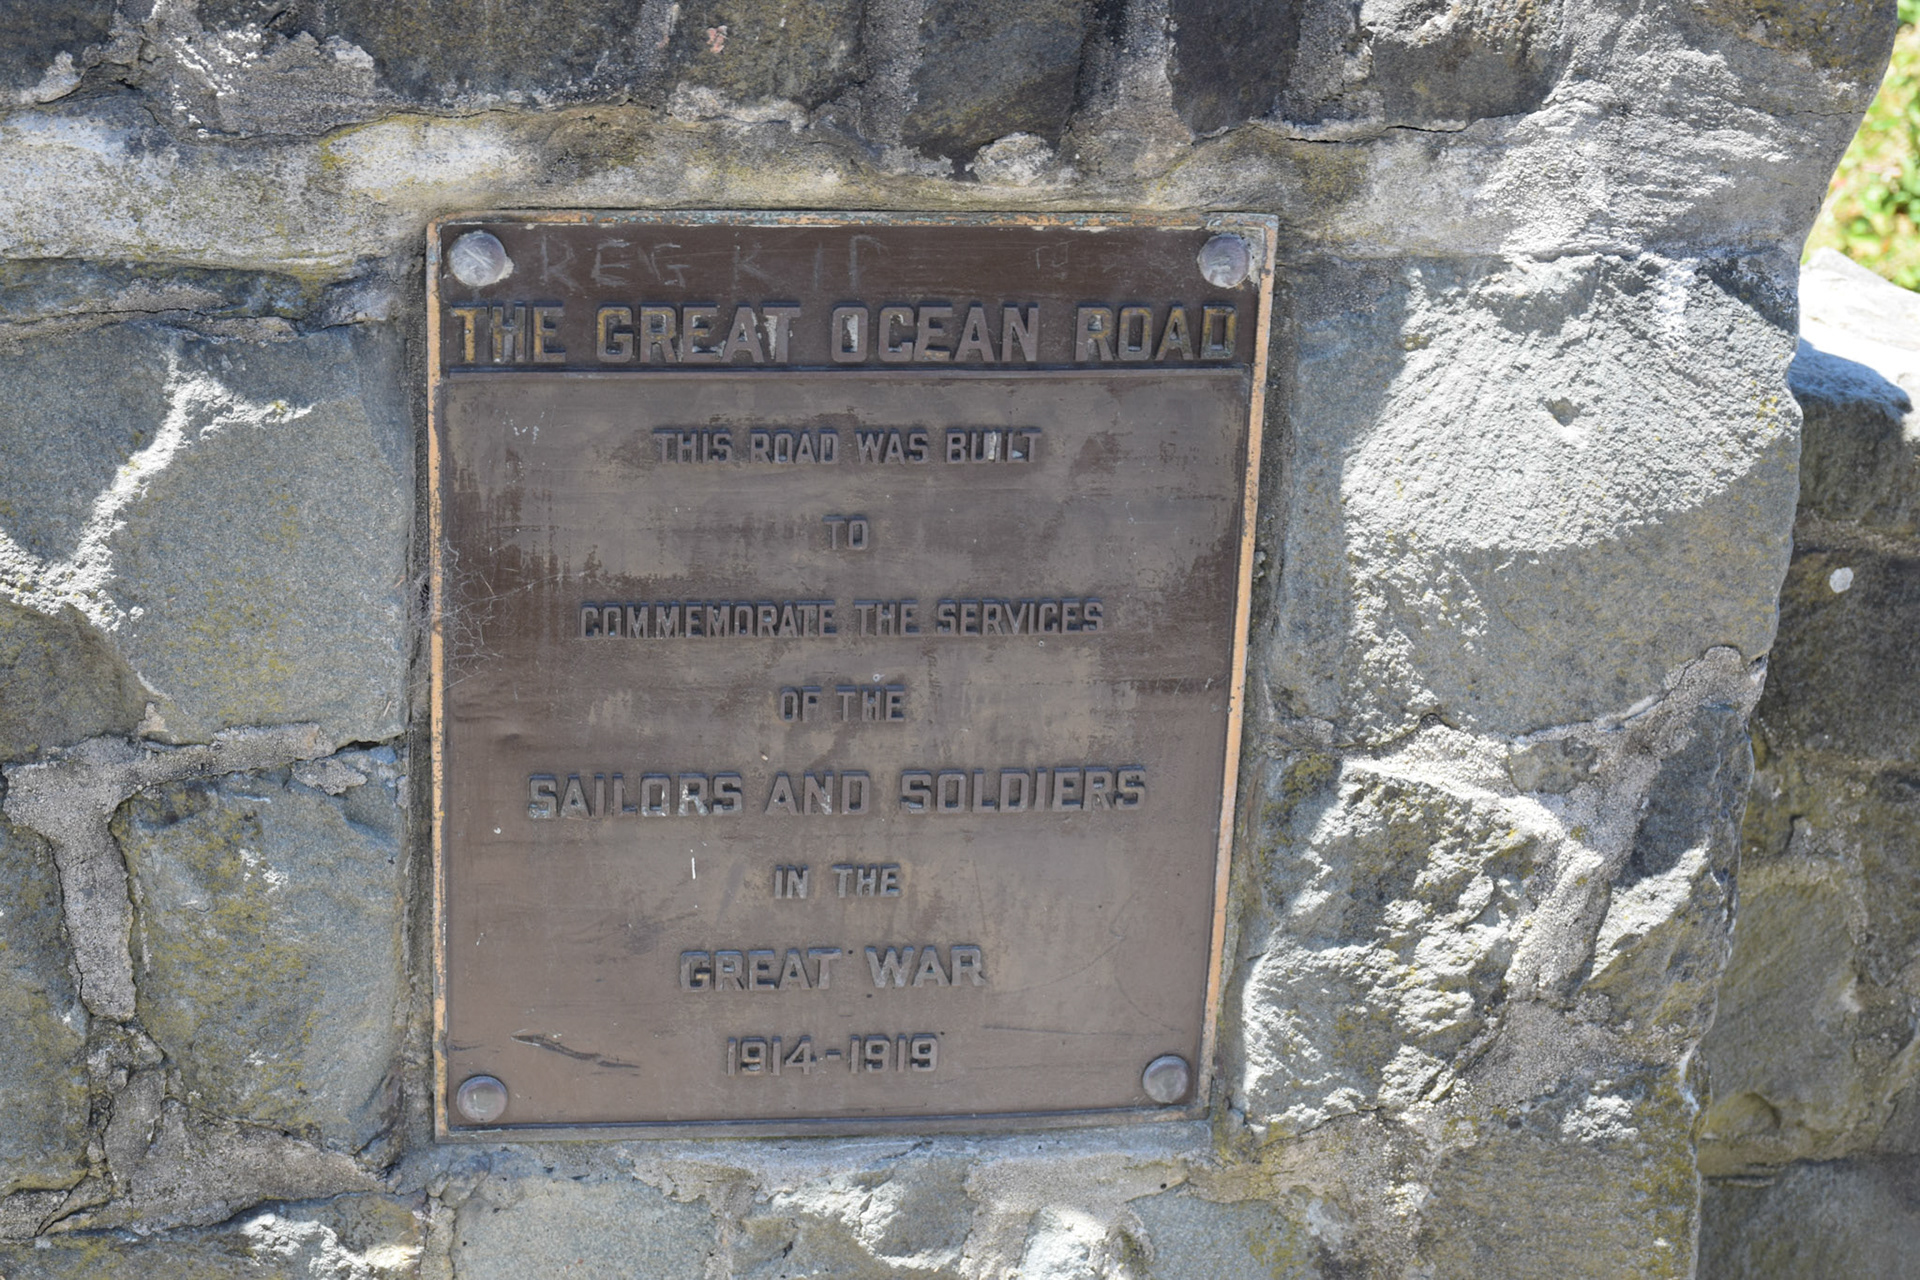 THE GREAT OCEAN ROAD
THIS ROAD WAS BUILT
TO
COMMEMORATE THE SERVICES
OF THE
SAILORS AND SOLDIERS
IN THE
GREAT WAR
1914-1919